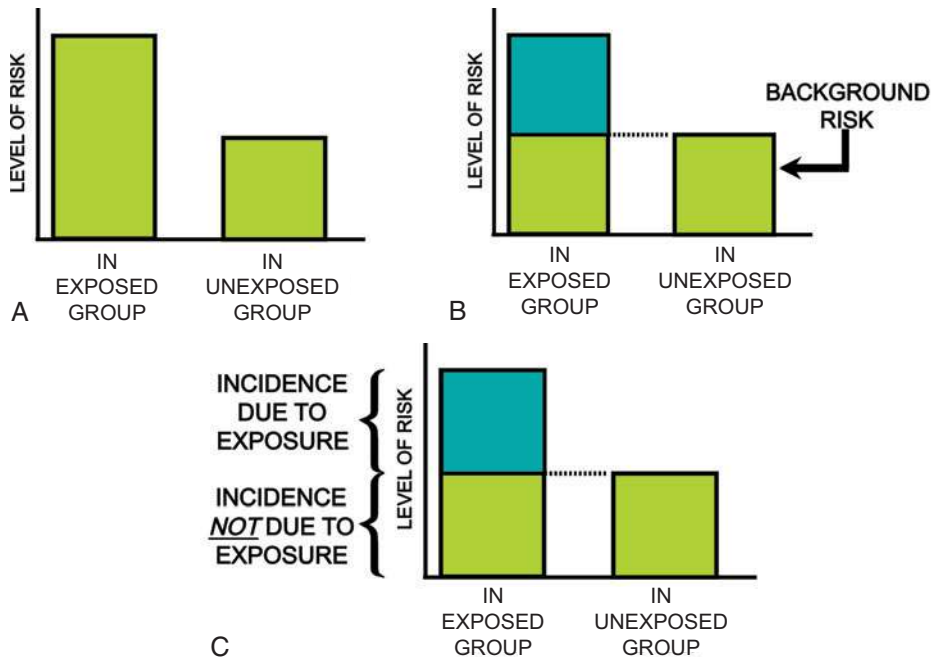 LEVEL OF RISK
IN
EXPOSED
GROUP
IN
UNEXPOSED
GROUP
A
LEVEL OF RISK
BACKGROUND
RISK
IN
EXPOSED
GROUP
IN
UNEXPOSED
GROUP
B
INCIDENCE
DUE TO
EXPOSURE
INCIDENCE
NOT DUE TO
EXPOSURE
LEVEL OF RISK
IN
EXPOSED
GROUP
IN
UNEXPOSED
GROUP
C